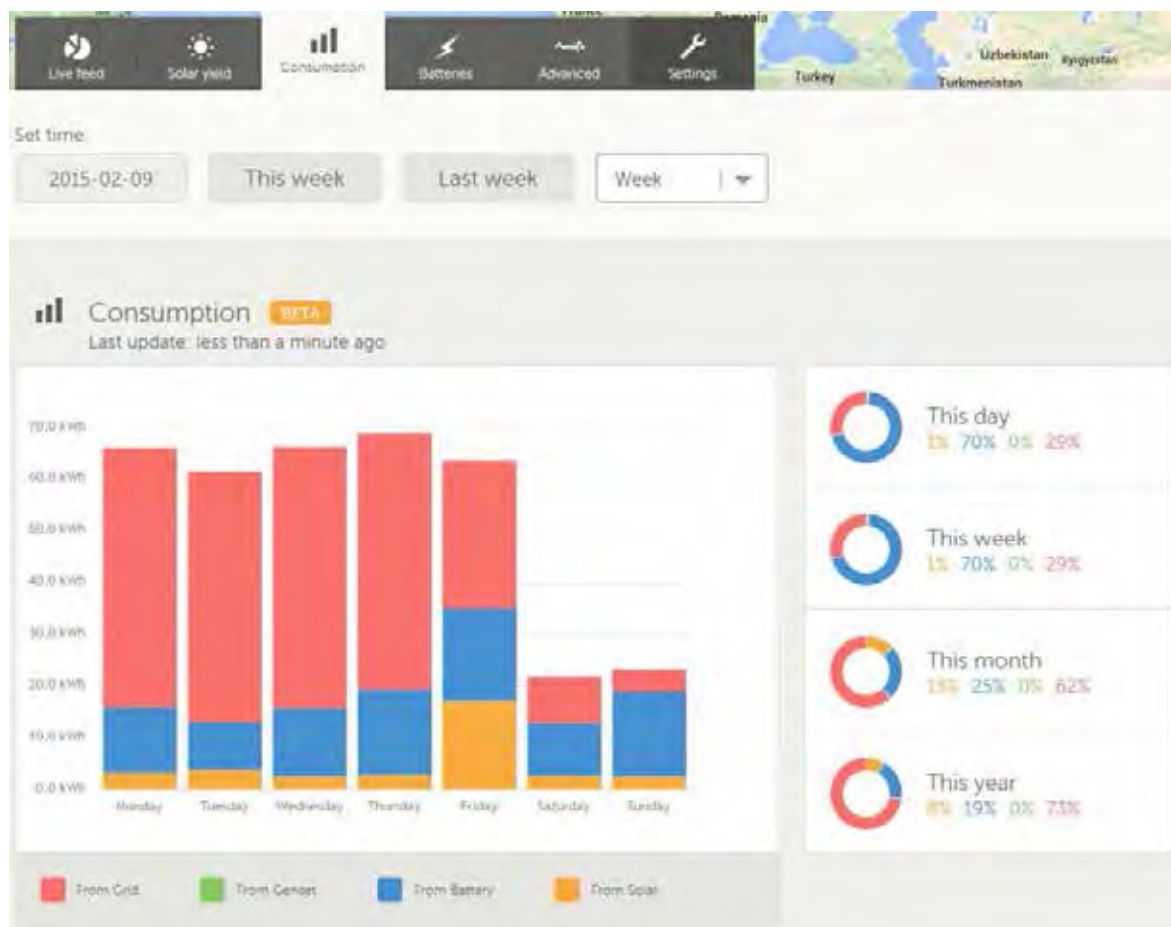 Romania
Uzbekistan
Kyrgyzstan
Turkey
Turkmenistan
Live feed
Solar yield
Consumption
Batteries
Advanced
Settings
Set time:
2015-02-09
This week
Last week
Week
Consumption BETA
Last update: less than a minute ago
70.0 kWh
60.0 kWh
50.0 kWh
40.0 kWh
30.0 kWh
20.0 kWh
10.0 kWh
0.0 kWh
Monday Tuesday Wednesday Thursday Friday Saturday Sunday
From Grid From Genset From Battery From Solar
This day
1% 70% 0% 29%
This week
1% 70% 0% 29%
This month
13% 25% 0% 62%
This year
8% 19% 0% 73%